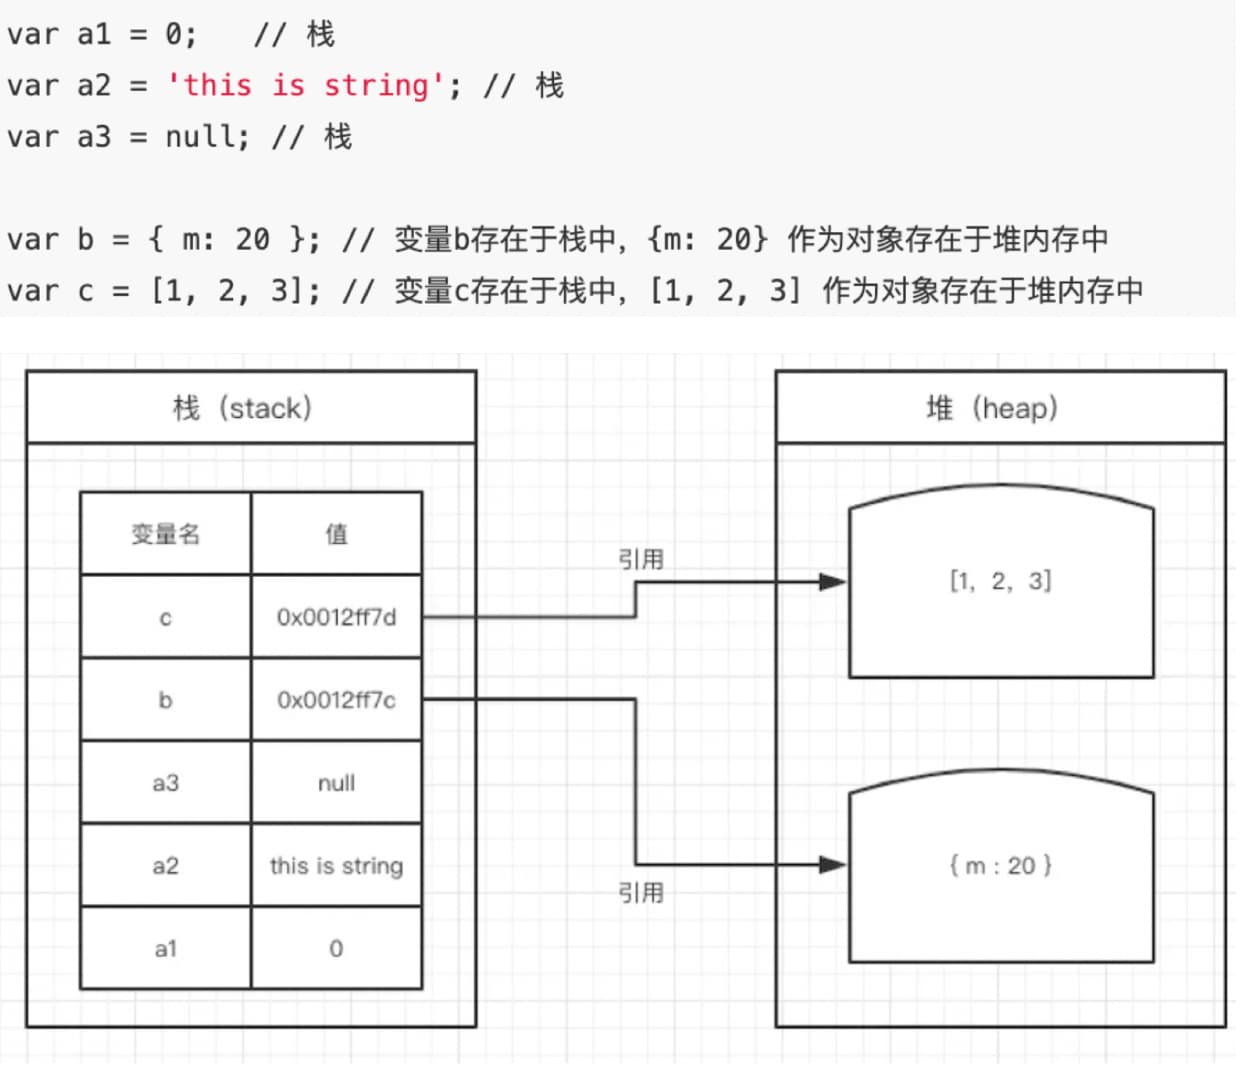 var a1 = 0;   // 栈
var a2 = 'this is string'; // 栈
var a3 = null; // 栈
var b = { m: 20 }; // 变量b存在于栈中，{m: 20} 作为对象存在于堆内存中
var c = [1, 2, 3]; // 变量c存在于栈中，[1, 2, 3] 作为对象存在于堆内存中
栈（stack）
堆（heap）
变量名 值
引用
[1, 2, 3]
c 0x0012ff7d
b 0x0012ff7c
a3 null
a2 this is string
{ m : 20 }
引用
a1 0